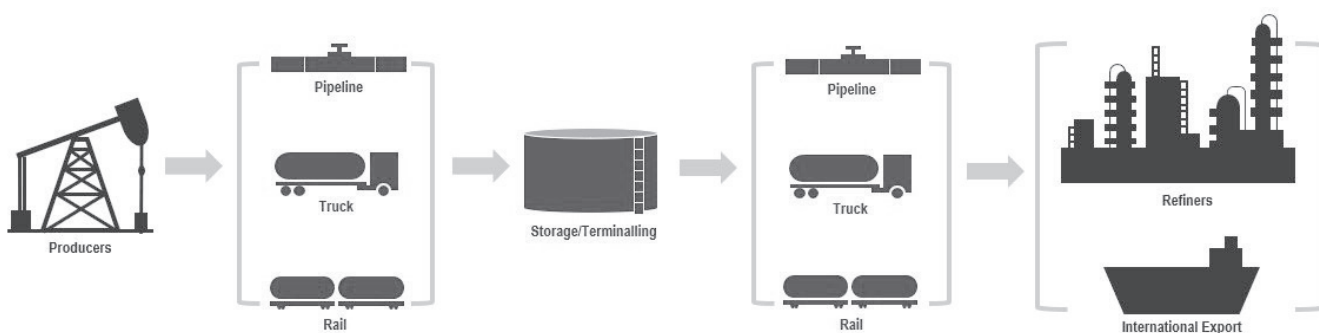 Producers
Pipeline
Truck
Rail
Storage/Terminalling
Pipeline
Truck
Rail
Refiners
International Export